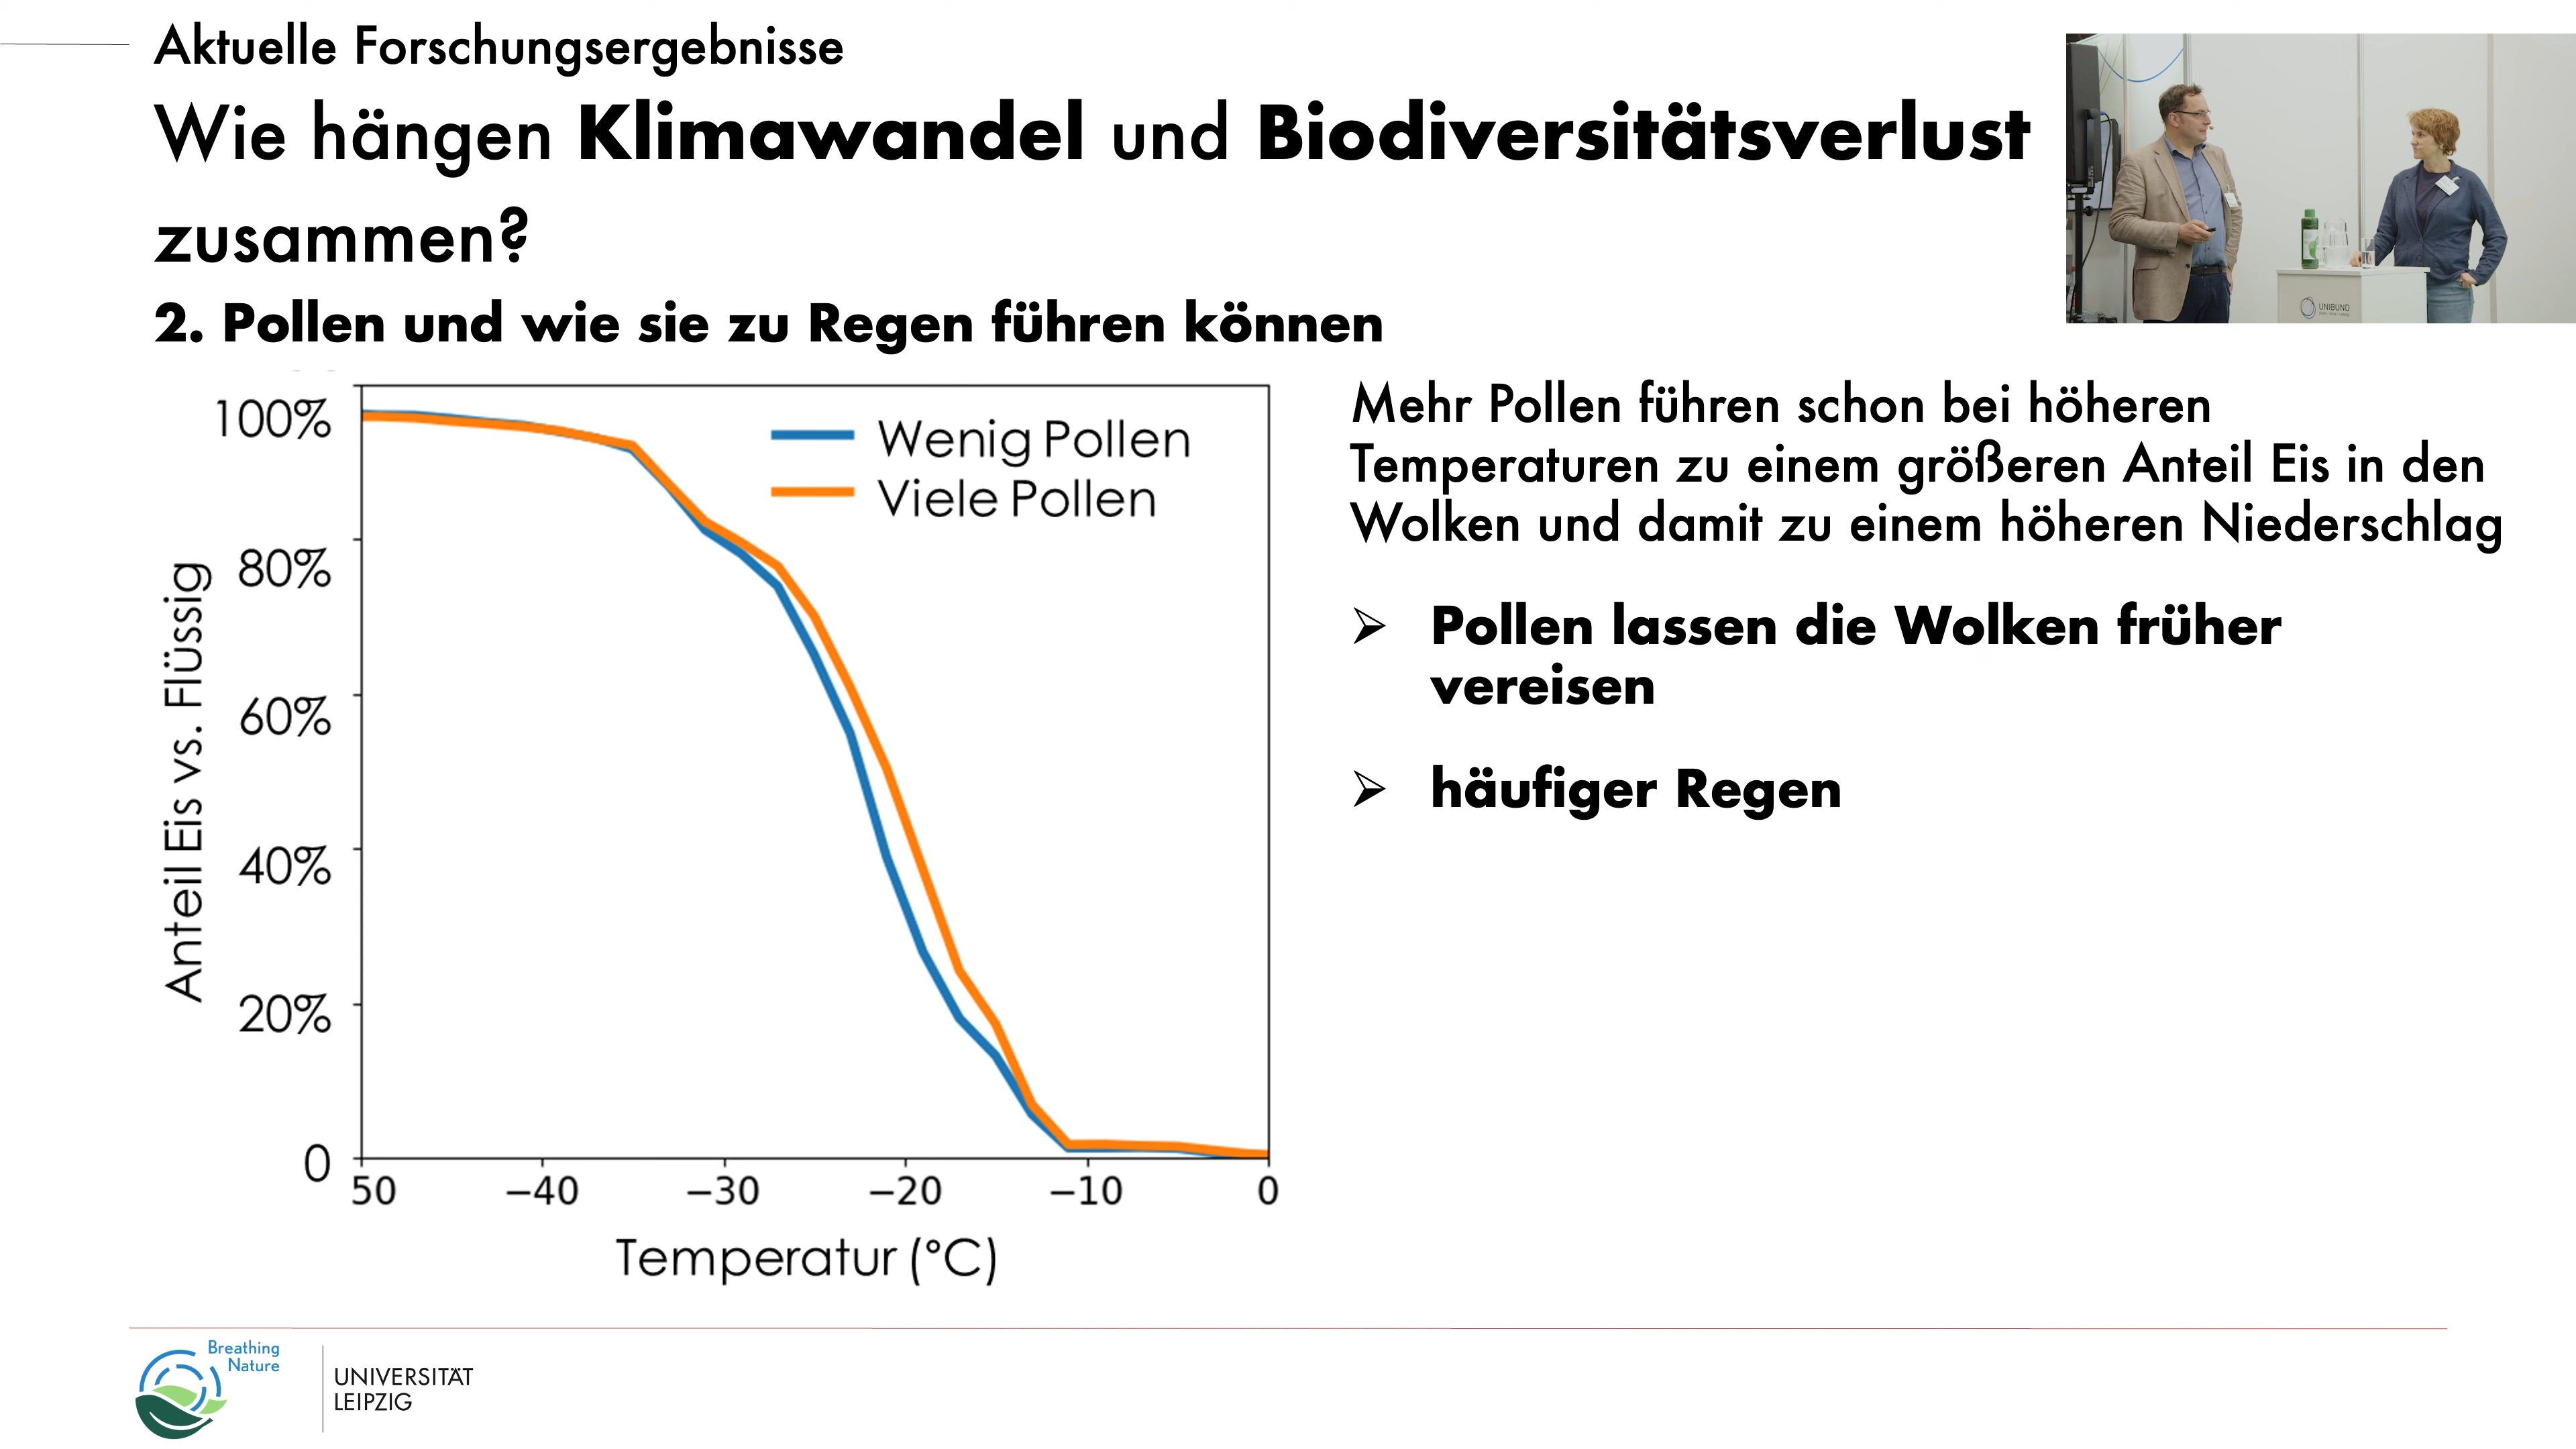 Aktuelle Forschungsergebnisse
Wie hängen Klimawandel und Biodiversitätsverlust
zusammen?
2. Pollen und wie sie zu Regen führen können
100%
80%
60%
40%
20%
0
Anteil Eis vs. Flüssig
Wenig Pollen
Viele Pollen
50 −40 −30 −20 −10 0
Temperatur (°C)
Mehr Pollen führen schon bei höheren
Temperaturen zu einem größeren Anteil Eis in den
Wolken und damit zu einem höheren Niederschlag
➢ Pollen lassen die Wolken früher
vereisen
➢ häufiger Regen
UNIBUND
Breathing
Nature
UNIVERSITÄT
LEIPZIG